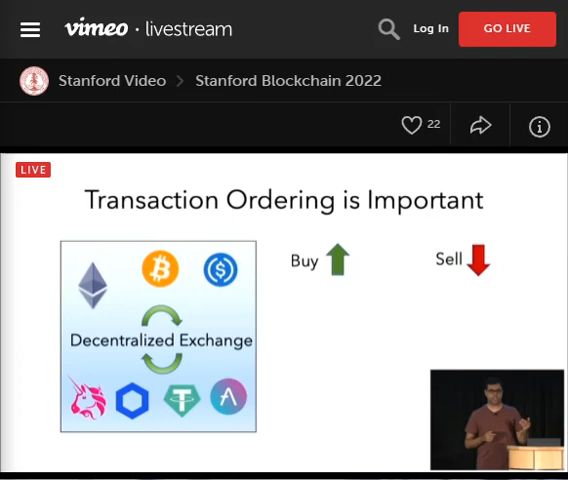 vimeo · livestream
Log In
GO LIVE
Stanford Video > Stanford Blockchain 2022
22
LIVE
Transaction Ordering is Important
Buy
Sell
Decentralized Exchange